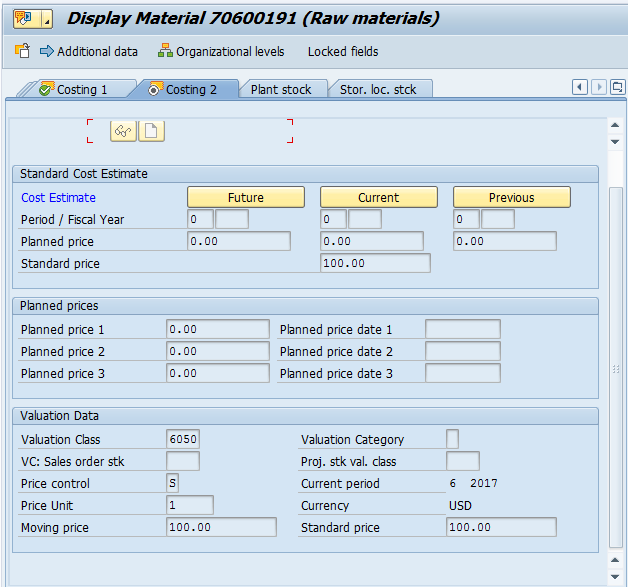 Display Material 70600191 (Raw materials)
Additional data Organizational levels Locked fields
Costing 1 Costing 2 Plant stock Stor. loc. stck
Standard Cost Estimate
Cost Estimate Future Current Previous
Period / Fiscal Year 0 0 0
Planned price 0.00 0.00 0.00
Standard price 100.00
Planned prices
Planned price 1 0.00 Planned price date 1
Planned price 2 0.00 Planned price date 2
Planned price 3 0.00 Planned price date 3
Valuation Data
Valuation Class 6050 Valuation Category
VC: Sales order stk Proj. stk val. class
Price control S Current period 6 2017
Price Unit 1 Currency USD
Moving price 100.00 Standard price 100.00